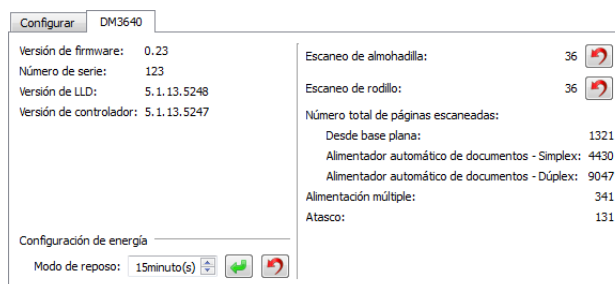 Configurar DM3640
Versión de firmware: 0.23
Número de serie: 123
Versión de LLD: 5.1.13.5248
Versión de controlador: 5.1.13.5247
Configuración de energía
Modo de reposo: 15minuto(s)
Escaneo de almohadilla: 36
Escaneo de rodillo: 36
Número total de páginas escaneadas:
Desde base plana: 1321
Alimentador automático de documentos - Simplex: 4430
Alimentador automático de documentos - Dúplex: 9047
Alimentación múltiple: 341
Atasco: 131